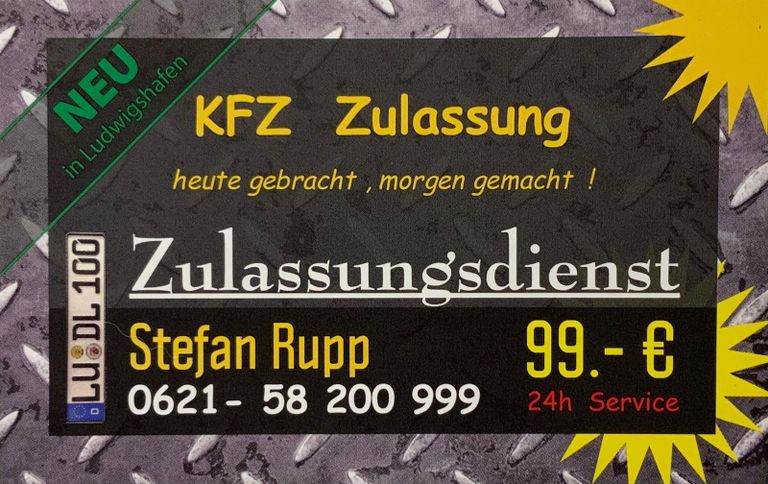 NEU
in Ludwigshafen
KFZ Zulassung
heute gebracht , morgen gemacht !
Zulassungsdienst
LU DL 100
D
Stefan Rupp
99.- €
0621- 58 200 999
24h Service